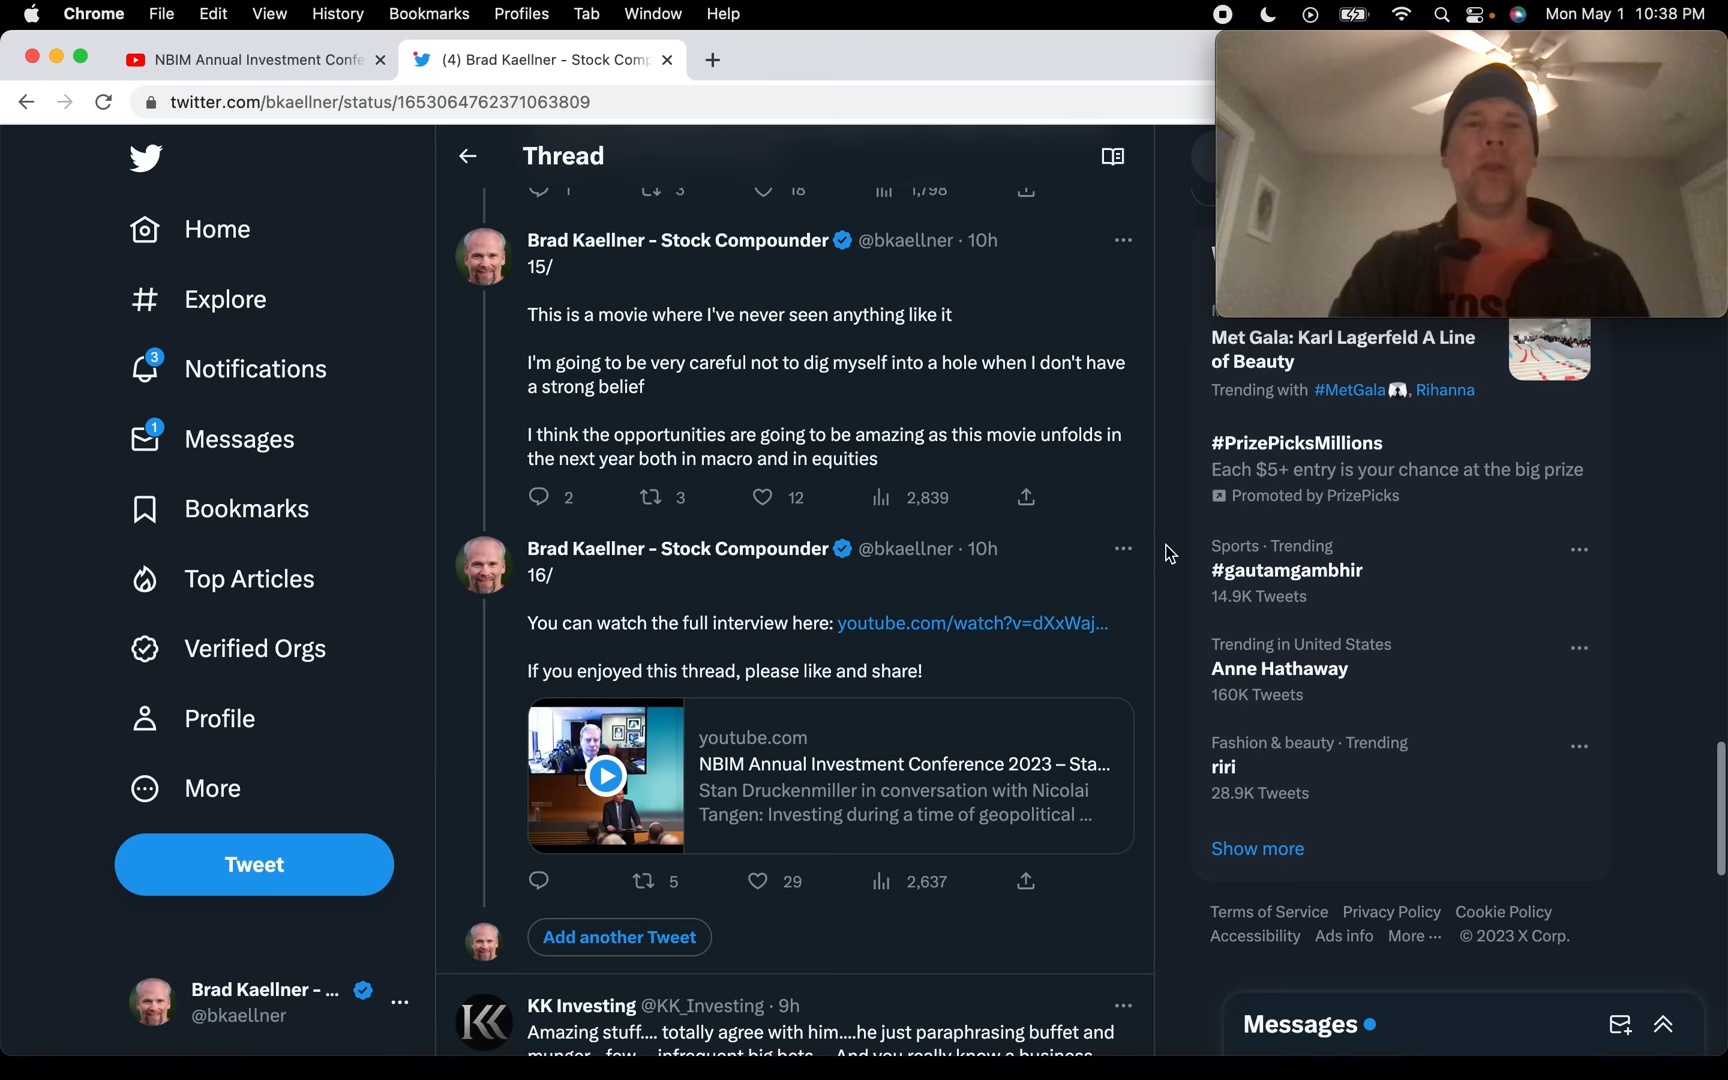 Chrome File Edit View History Bookmarks Profiles Tab Window Help Mon May 1 10:38 PM
NBIM Annual Investment Confe
(4) Brad Kaellner - Stock Comp
twitter.com/bkaellner/status/1653064762371063809
Home
Explore
3
Notifications
1
Messages
Bookmarks
Top Articles
Verified Orgs
Profile
More
Tweet
Brad Kaellner - ...
@bkaellner
Thread
1 3 18 1,798
Brad Kaellner - Stock Compounder @bkaellner · 10h
15/
This is a movie where I've never seen anything like it
I'm going to be very careful not to dig myself into a hole when I don't have
a strong belief
I think the opportunities are going to be amazing as this movie unfolds in
the next year both in macro and in equities
2 3 12 2,839
Brad Kaellner - Stock Compounder @bkaellner · 10h
16/
You can watch the full interview here: youtube.com/watch?v=dXxWaj...
If you enjoyed this thread, please like and share!
youtube.com
NBIM Annual Investment Conference 2023 – Sta...
Stan Druckenmiller in conversation with Nicolai
Tangen: Investing during a time of geopolitical ...
5 29 2,637
Add another Tweet
KK Investing @KK_Investing · 9h
Amazing stuff.... totally agree with him....he just paraphrasing buffet and
Met Gala: Karl Lagerfeld A Line
of Beauty
Trending with #MetGala, Rihanna
#PrizePicksMillions
Each $5+ entry is your chance at the big prize
Promoted by PrizePicks
Sports · Trending
#gautamgambhir
14.9K Tweets
Trending in United States
Anne Hathaway
160K Tweets
Fashion & beauty · Trending
riri
28.9K Tweets
Show more
Terms of Service Privacy Policy Cookie Policy
Accessibility Ads info More ··· © 2023 X Corp.
Messages